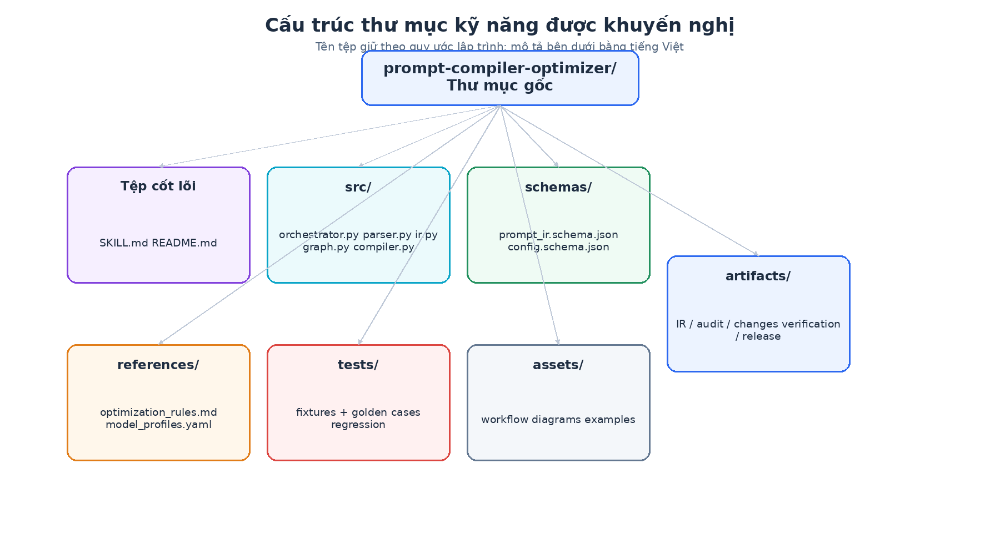 Cấu trúc thư mục kỹ năng được khuyến nghị
Tên tệp giữ theo quy ước lập trình; mô tả bên dưới bằng tiếng Việt
prompt-compiler-optimizer/
Thư mục gốc
Tệp cốt lõi
SKILL.md README.md
src/
orchestrator.py parser.py ir.py
graph.py compiler.py
schemas/
prompt_ir.schema.json
config.schema.json
artifacts/
IR / audit / changes verification
/ release
references/
optimization_rules.md
model_profiles.yaml
tests/
fixtures + golden cases
regression
assets/
workflow diagrams examples